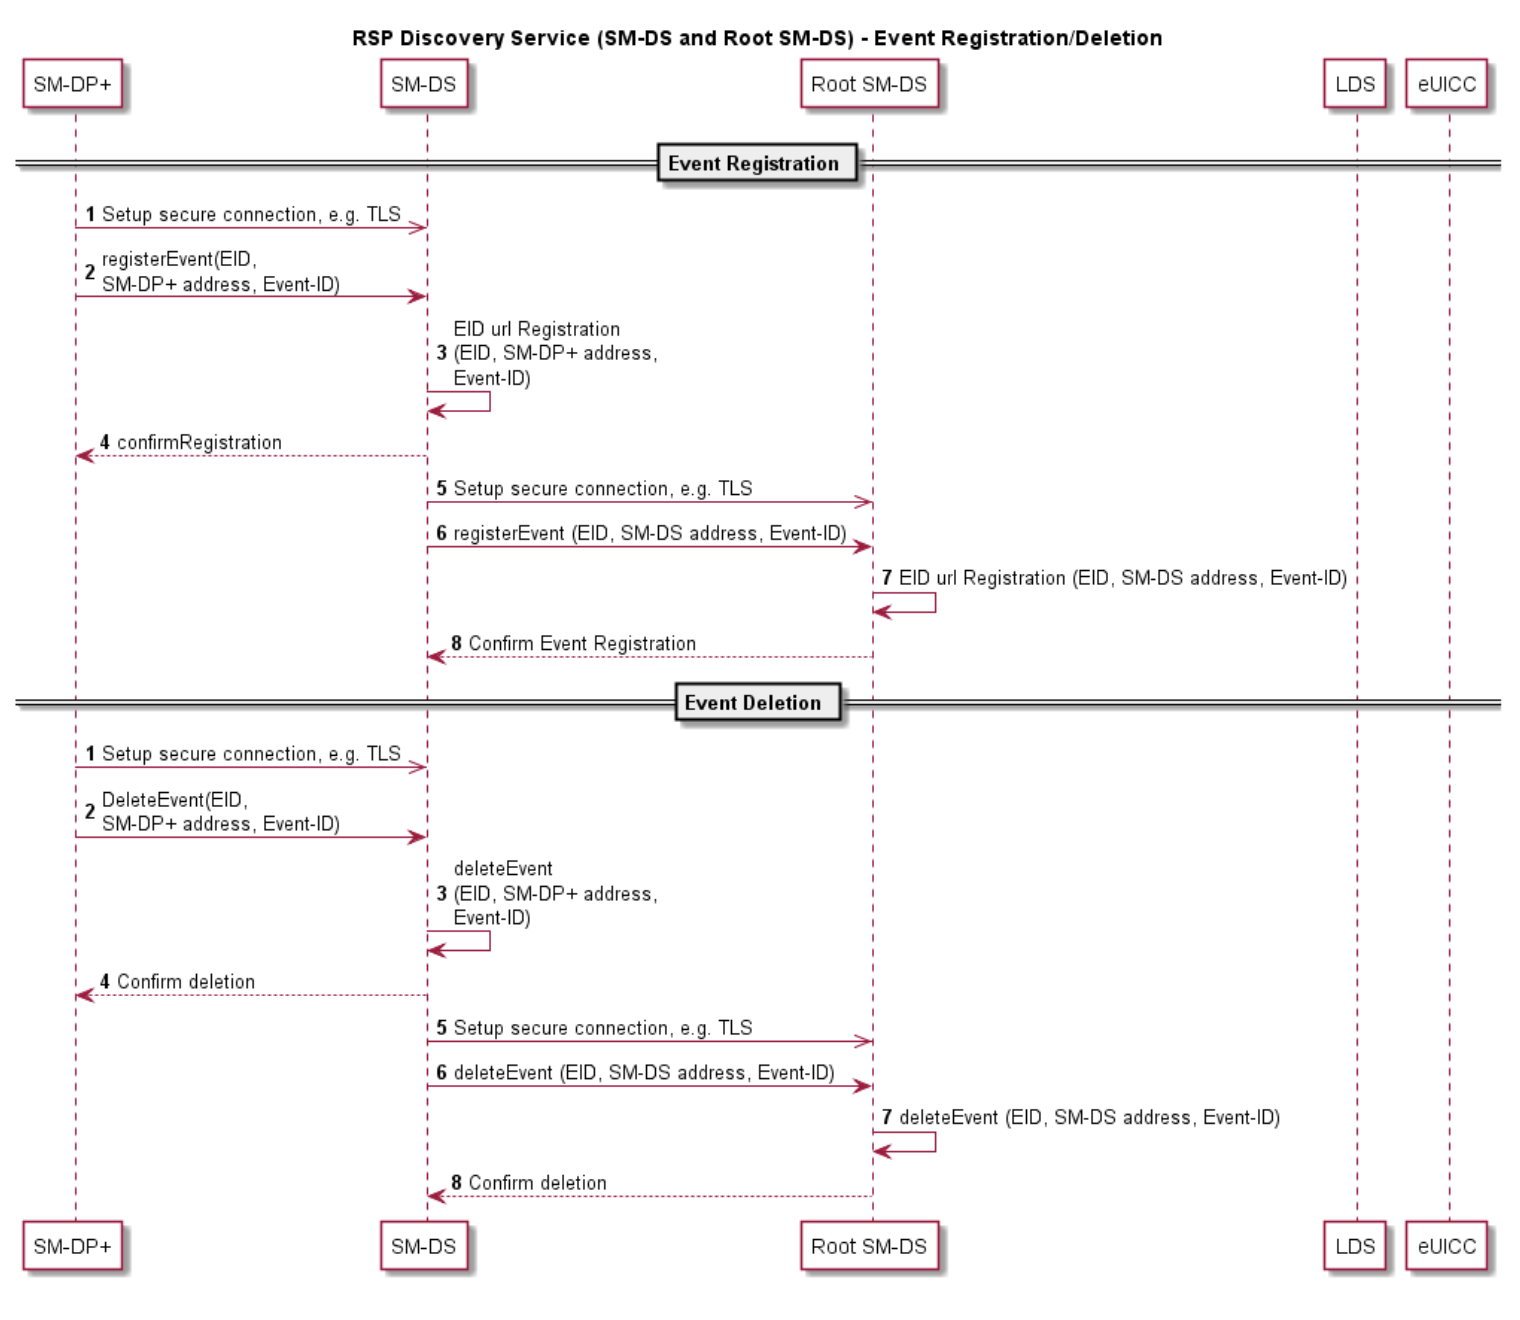 RSP Discovery Service (SM-DS and Root SM-DS) - Event Registration/Deletion
SM-DP+
SM-DS
Root SM-DS
LDS
eUICC
Event Registration
1 Setup secure connection, e.g. TLS
registerEvent(EID,
2 SM-DP+ address, Event-ID)
EID url Registration
3 (EID, SM-DP+ address,
Event-ID)
4 confirmRegistration
5 Setup secure connection, e.g. TLS
6 registerEvent (EID, SM-DS address, Event-ID)
7 EID url Registration (EID, SM-DS address, Event-ID)
8 Confirm Event Registration
Event Deletion
1 Setup secure connection, e.g. TLS
DeleteEvent(EID,
2 SM-DP+ address, Event-ID)
deleteEvent
3 (EID, SM-DP+ address,
Event-ID)
4 Confirm deletion
5 Setup secure connection, e.g. TLS
6 deleteEvent (EID, SM-DS address, Event-ID)
7 deleteEvent (EID, SM-DS address, Event-ID)
8 Confirm deletion
SM-DP+
SM-DS
Root SM-DS
LDS
eUICC